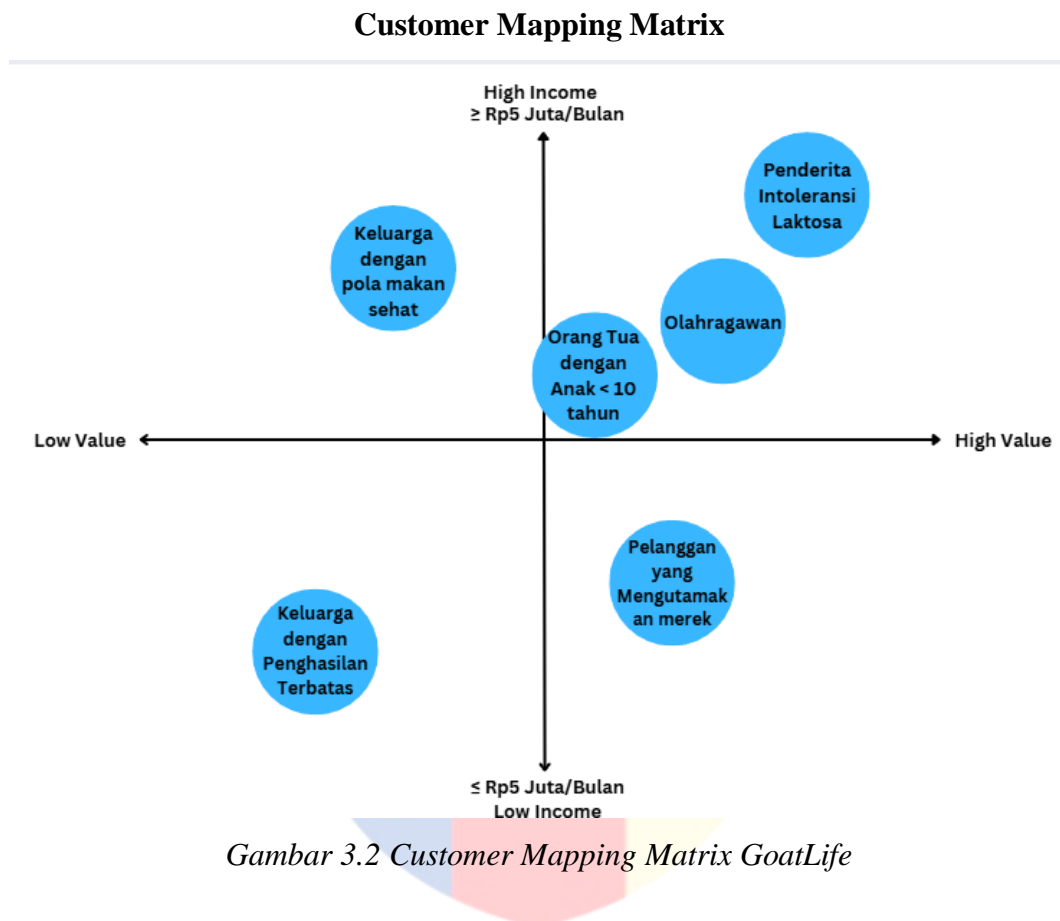 Customer Mapping Matrix
High Income
≥ Rp5 Juta/Bulan
Penderita
Intoleransi
Laktosa
Keluarga
dengan
pola makan
sehat
Olahragawan
Orang Tua
dengan
Anak < 10
tahun
Low Value
High Value
Pelanggan
yang
Mengutamak
an merek
Keluarga
dengan
Penghasilan
Terbatas
≤ Rp5 Juta/Bulan
Low Income
Gambar 3.2 Customer Mapping Matrix GoatLife